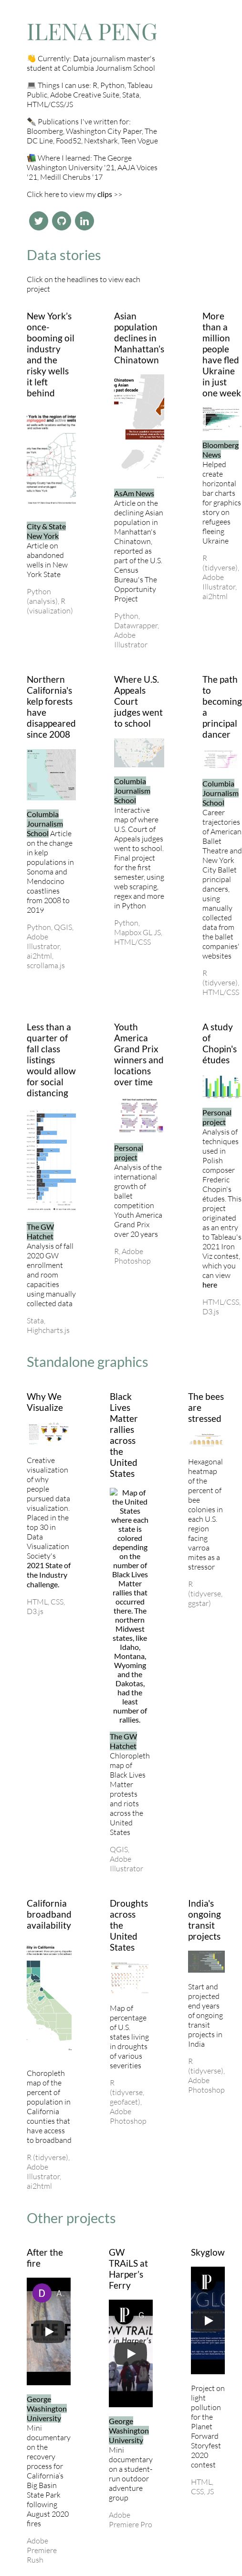 ELENA PENG
👏 Currently: Data journalism master's
student at Columbia Journalism School
💻 Things I can use: R, Python, Tableau
Public, Adobe Creative Suite, Stata,
HTML/CSS/JS
✒️ Publications I've written for:
Bloomberg, Washington City Paper, The
DC Line, Food52, Nextshark, Teen Vogue
📚 Where I learned: The George
Washington University '21, AAJA Voices
'21, Medill Cherubs '17
Click here to view my clips >>
Data stories
Click on the headlines to view each
project
New York's
once-
booming oil
industry
and the
risky wells
it left
behind
City & State
New York
Article on
abandoned
wells in New
York State
Python
(analysis), R
(visualization)
Asian
population
declines in
Manhattan's
Chinatown
AsAm News
Article on the
declining Asian
population in
Manhattan's
Chinatown,
reported as
part of the U.S.
Census
Bureau's The
Opportunity
Project
Python,
Datawrapper,
Adobe
Illustrator
More
than a
million
people
have fled
Ukraine
in just
one week
Bloomberg
News
Helped
create
horizontal
bar charts
for graphics
story on
refugees
fleeing
Ukraine
R
(tidyverse),
Adobe
Illustrator,
ai2html
Northern
California's
kelp forests
have
disappeared
since 2008
Columbia
Journalism
School Article
on the change
in kelp
populations in
Sonoma and
Mendocino
coastlines
from 2008 to
2019
Python, QGIS,
Adobe
Illustrator,
ai2html,
scrollama.js
Where U.S.
Appeals
Court
judges went
to school
Columbia
Journalism
School
Interactive
map of where
U.S. Court of
Appeals judges
went to school.
Final project
for the first
semester, using
web scraping,
regex and more
in Python
Python,
Mapbox GL JS,
HTML/CSS
The path
to
becoming
a
principal
dancer
Columbia
Journalism
School
Career
trajectories
of American
Ballet
Theatre and
New York
City Ballet
principal
dancers,
using
manually
collected
data from
the ballet
companies'
websites
R
(tidyverse),
HTML/CSS
Less than a
quarter of
fall class
listings
would allow
for social
distancing
The GW
Hatchet
Analysis of fall
2020 GW
enrollment
and room
capacities
using manually
collected data
Stata,
Highcharts.js
Youth
America
Grand Prix
winners and
locations
over time
Personal
project
Analysis of the
international
growth of
ballet
competition
Youth America
Grand Prix
over 20 years
R, Adobe
Photoshop
A study
of
Chopin's
études
Personal
project
Analysis of
techniques
used in
Polish
composer
Frederic
Chopin's
études. This
project
originated
as an entry
to Tableau's
2021 Iron
Viz contest,
which you
can view
here
HTML/CSS,
D3.js
Standalone graphics
Why We
Visualize
Creative
visualization
of why
people
pursued data
visualization.
Placed in the
top 30 in
Data
Visualization
Society's
2021 State of
the Industry
challenge.
HTML, CSS,
D3.js
Black
Lives
Matter
rallies
across
the
United
States
Map of
the United
States
where each
state is
colored
depending
on the
number of
Black Lives
Matter
rallies that
occurred
there. The
northern
Midwest
states, like
Idaho,
Montana,
Wyoming
and the
Dakotas,
had the
least
number of
rallies.
The GW
Hatchet
Chloropleth
map of
Black Lives
Matter
protests
and riots
across the
United
States
QGIS,
Adobe
Illustrator
The bees
are
stressed
Hexagonal
heatmap
of the
percent of
bee
colonies in
each U.S.
region
facing
varroa
mites as a
stressor
R
(tidyverse,
ggstar)
California
broadband
availability
Choropleth
map of the
percent of
population in
California
counties that
have access
to broadband
R (tidyverse),
Adobe
Illustrator,
ai2html
Droughts
across
the
United
States
Map of
percentage
of U.S.
states living
in droughts
of various
severities
R
(tidyverse,
geofacet),
Adobe
Photoshop
India's
ongoing
transit
projects
Start and
projected
end years
of ongoing
transit
projects in
India
R
(tidyverse),
Adobe
Photoshop
Other projects
After the
fire
George
Washington
University
Mini
documentary
on the
recovery
process for
California's
Big Basin
State Park
following
August 2020
fires
Adobe
Premiere
Rush
GW
TRAiLS at
Harper's
Ferry
George
Washington
University
Mini
documentary
on a student-
run outdoor
adventure
group
Adobe
Premiere Pro
Skyglow
Project on
light
pollution
for the
Planet
Forward
Storyfest
2020
contest
HTML,
CSS, JS